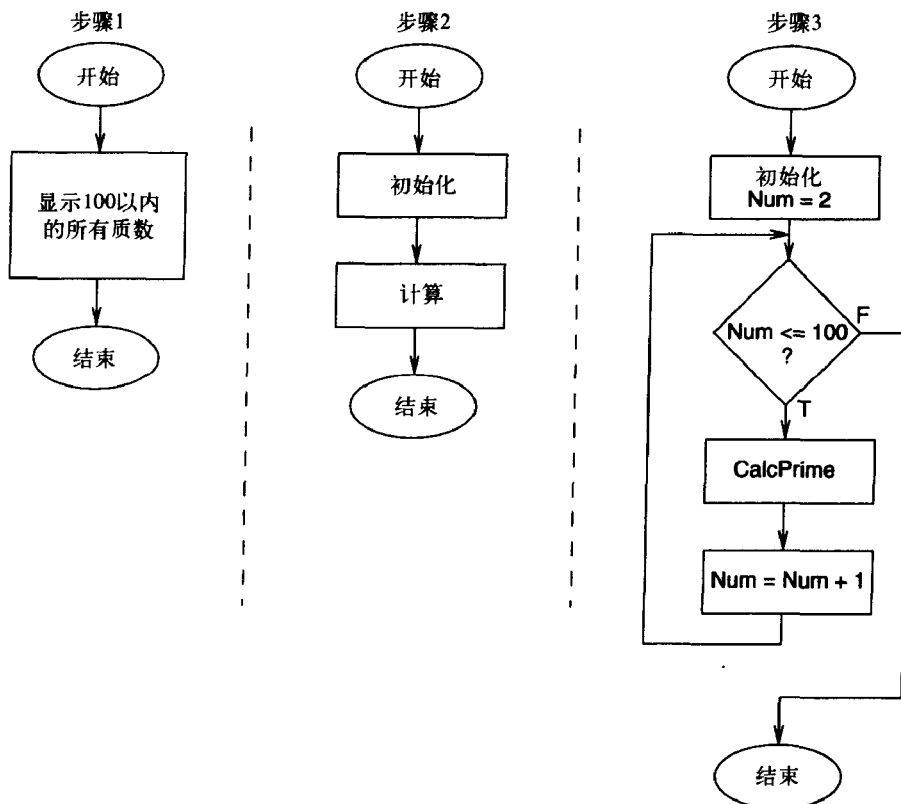 步骤1
开始
显示100以内
的所有质数
结束
步骤2
开始
初始化
计算
结束
步骤3
开始
初始化
Num = 2
Num <= 100
?
F
T
CalcPrime
Num = Num + 1
结束